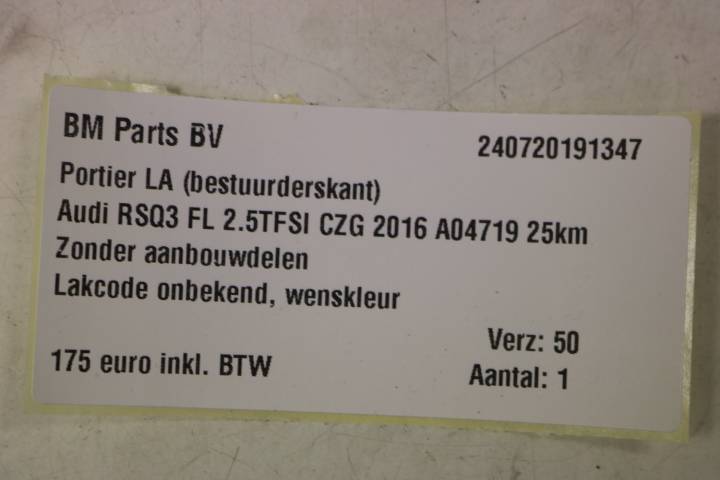 BM Parts BV
240720191347
Portier LA (bestuurderskant)
Audi RSQ3 FL 2.5TFSI CZG 2016 A04719 25km
Zonder aanbouwdelen
Lakcode onbekend, wenskleur
Verz: 50
175 euro inkl. BTW
Aantal: 1